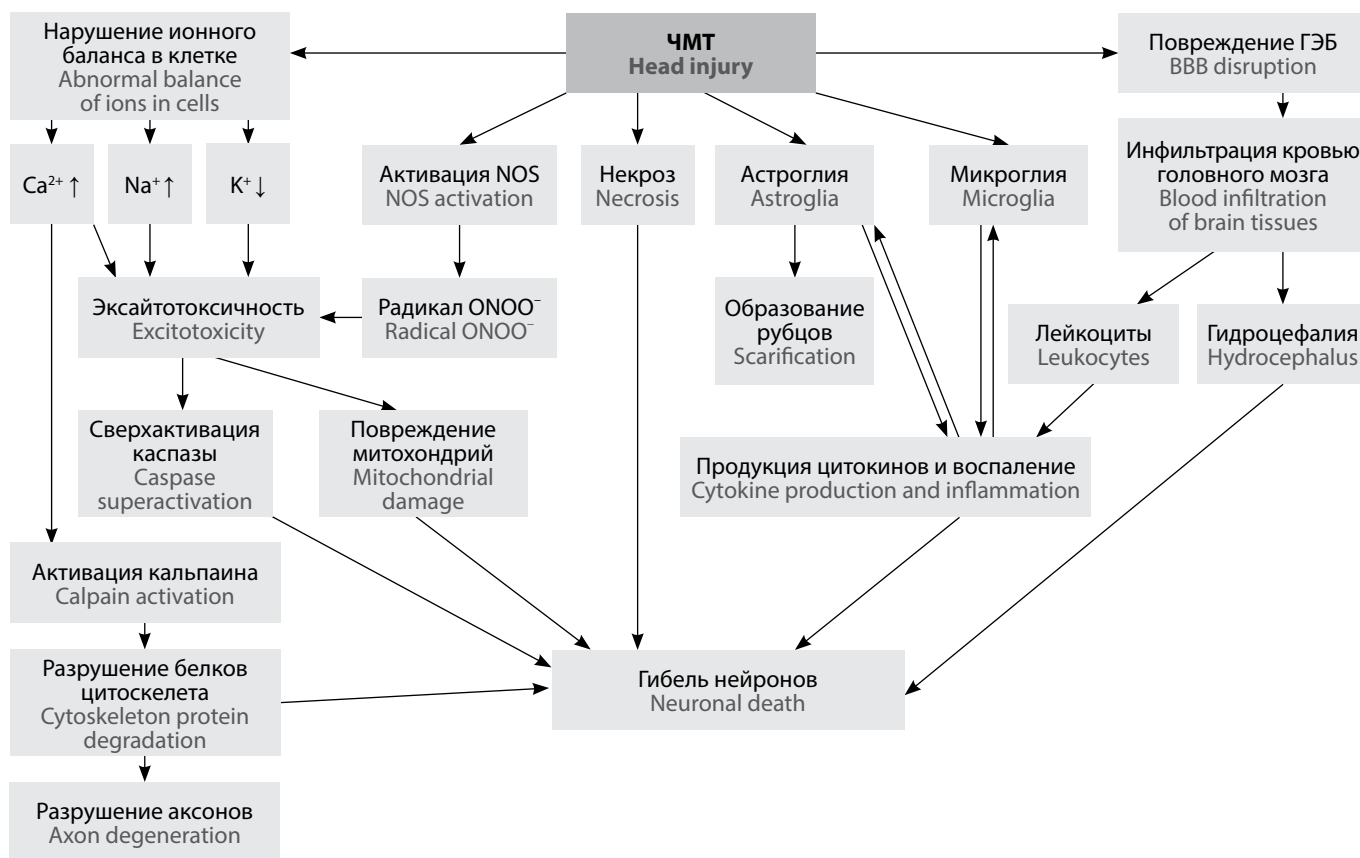 Нарушение ионного
баланса в клетке
Abnormal balance
of ions in cells
ЧМТ
Head injury
Повреждение ГЭБ
BBB disruption
Ca²⁺ ↑
Na⁺ ↑
K⁺ ↓
Активация NOS
NOS activation
Некроз
Necrosis
Астроглия
Astroglia
Микроглия
Microglia
Инфильтрация кровью
головного мозга
Blood infiltration
of brain tissues
Эксайтотоксичность
Excitotoxicity
Радикал ONOO⁻
Radical ONOO⁻
Образование
рубцов
Scarification
Лейкоциты
Leukocytes
Гидроцефалия
Hydrocephalus
Сверхактивация
каспазы
Caspase
superactivation
Повреждение
митохондрий
Mitochondrial
damage
Продукция цитокинов и воспаление
Cytokine production and inflammation
Активация кальпаина
Calpain activation
Разрушение белков
цитоскелета
Cytoskeleton protein
degradation
Гибель нейронов
Neuronal death
Разрушение аксонов
Axon degeneration